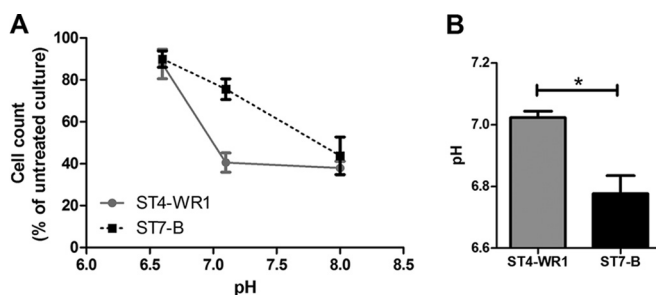 A
Cell count
(% of untreated culture)
100
80
60
40
20
0
ST4-WR1
ST7-B
6.0 6.5 7.0 7.5 8.0 8.5
pH
B
pH
7.2
7.0
6.8
6.6
*
ST4-WR1 ST7-B